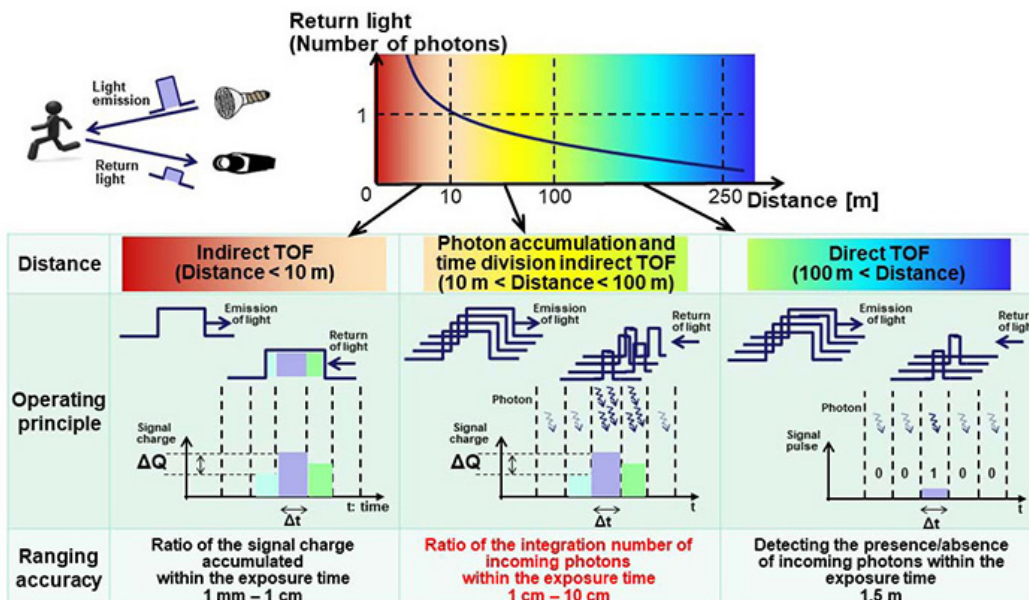 Return light
(Number of photons)
Light
emission
Return
light
1
0
10
100
250
Distance [m]
Distance
Indirect TOF
(Distance < 10 m)
Photon accumulation and
time division indirect TOF
(10 m < Distance < 100 m)
Direct TOF
(100 m < Distance)
Operating
principle
Emission
of light
Return
of light
Signal
charge
ΔQ
t: time
Δt
Emission
of light
Return
of light
Photon
Signal
charge
ΔQ
t
Δt
Emission
of light
Return
of light
Photon
Signal
pulse
0 0 1 0 0
t
Δt
Ranging
accuracy
Ratio of the signal charge
accumulated
within the exposure time
1 mm – 1 cm
Ratio of the integration number of
incoming photons
within the exposure time
1 cm – 10 cm
Detecting the presence/absence
of incoming photons within the
exposure time
1.5 m